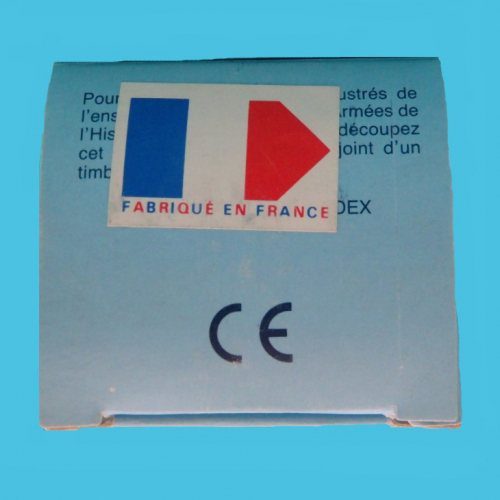 Pour ustrés de
l'ens Armées de
l'His découpez
cet joint d'un
timb
DEX
FABRIQUÉ EN FRANCE
CE